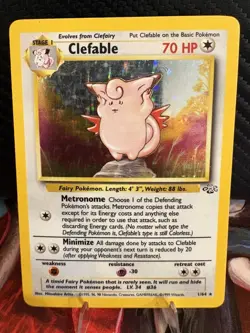 Evolves from Clefairy
Put Clefable on the Basic Pokémon
STAGE 1
Clefable
70 HP
Fairy Pokémon. Length: 4' 3", Weight: 88 lbs.
Metronome Choose 1 of the Defending
Pokémon's attacks. Metronome copies that attack
except for its Energy costs and anything else
required in order to use that attack, such as
discarding Energy cards. (No matter what type the
Defending Pokémon is, Clefable's type is still Colorless.)
Minimize All damage done by attacks to
Clefable during your opponent's next turn is reduced by 20
(after applying Weakness and Resistance).
weakness
resistance
retreat cost
-30
A timid Fairy Pokémon that is rarely seen. It will run and hide
the moment it senses people. LV. 34 #36
Illus. Mitsuhiro Arita
1/64 ★